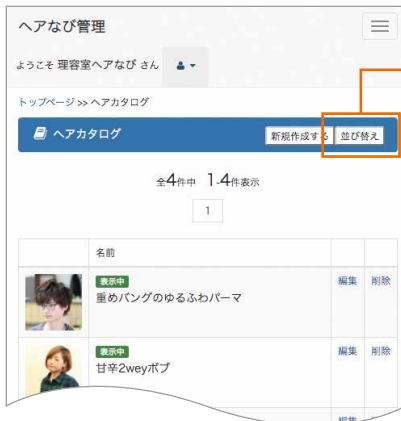 ヘアなび管理
ようこそ 理容室ヘアなび さん
トップページ >> ヘアカタログ
ヘアカタログ 新規作成する 並び替え
全4件中 1-4件表示
1
名前
表示中 編集 削除
重めバングのゆるふわパーマ
表示中 編集 削除
甘辛2weyボブ
編集